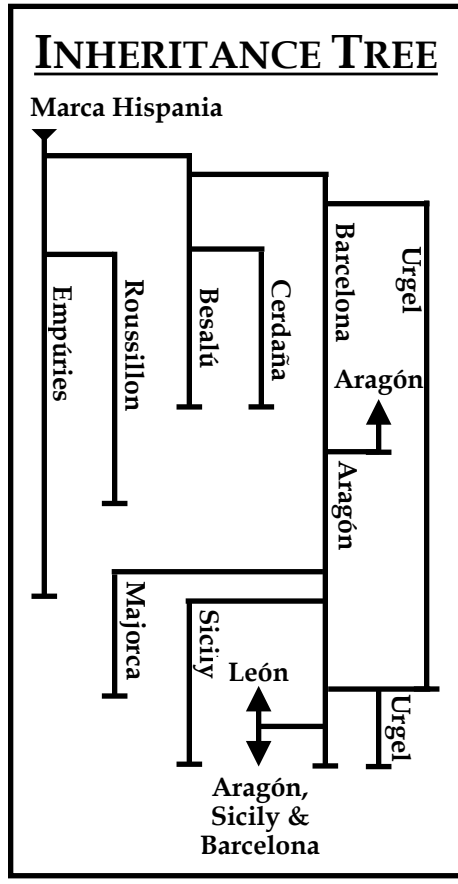 INHERITANCE TREE
Marca Hispania
Empúries
Roussillon
Besalú
Cerdaña
Barcelona
Urgel
Aragón
Aragón
Majorca
Sicily
León
Urgel
Aragón,
Sicily &
Barcelona